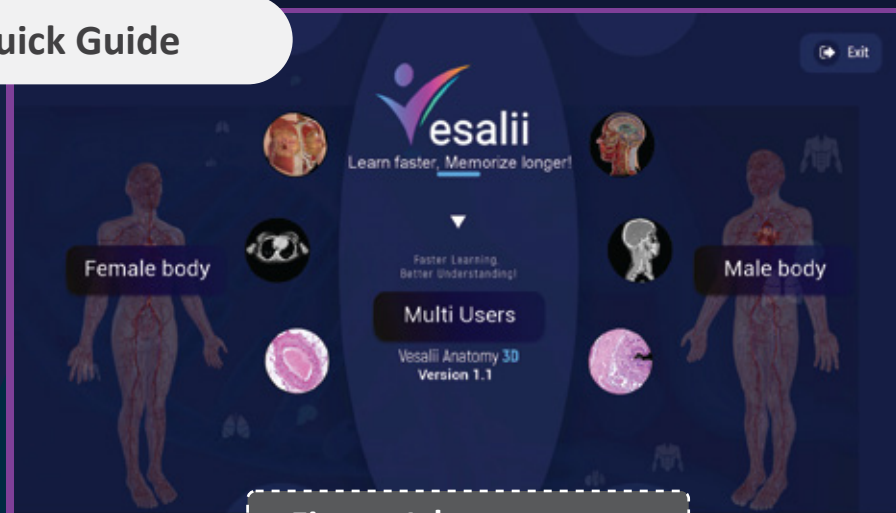 uick Guide
Exit
Vesalii
Learn faster, Memorize longer!
Faster Learning.
Better Understanding!
Female body
Male body
Multi Users
Vesalii Anatomy 3D
Version 1.1